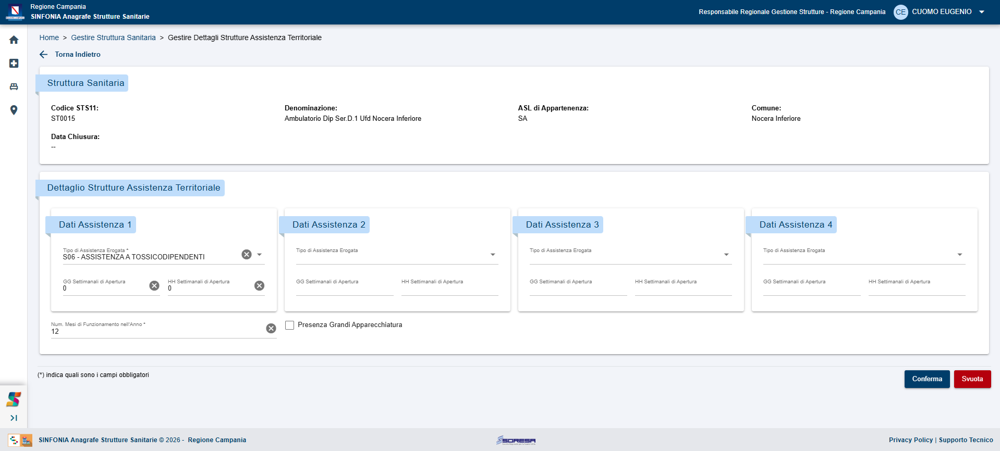 Regione Campania
SINFONIA Anagrafe Strutture Sanitarie
Responsabile Regionale Gestione Strutture - Regione Campania
CE
CUOMO EUGENIO
Home > Gestire Struttura Sanitaria > Gestire Dettagli Strutture Assistenza Territoriale
Torna Indietro
Struttura Sanitaria
Codice STS11:
ST0015
Denominazione:
Ambulatorio Dip Ser.D.1 Ufd Nocera Inferiore
ASL di Appartenenza:
SA
Comune:
Nocera Inferiore
Data Chiusura:
--
Dettaglio Strutture Assistenza Territoriale
Dati Assistenza 1
Tipo di Assistenza Erogata *
S06 - ASSISTENZA A TOSSICODIPENDENTI
GG Settimanali di Apertura
0
HH Settimanali di Apertura
0
Dati Assistenza 2
Tipo di Assistenza Erogata
GG Settimanali di Apertura
HH Settimanali di Apertura
Dati Assistenza 3
Tipo di Assistenza Erogata
GG Settimanali di Apertura
HH Settimanali di Apertura
Dati Assistenza 4
Tipo di Assistenza Erogata
GG Settimanali di Apertura
HH Settimanali di Apertura
Num. Mesi di Funzionamento nell'Anno *
12
Presenza Grandi Apparecchiatura
(*) indica quali sono i campi obbligatori
Conferma
Svuota
SINFONIA Anagrafe Strutture Sanitarie © 2026 - Regione Campania
SORESA
Privacy Policy | Supporto Tecnico